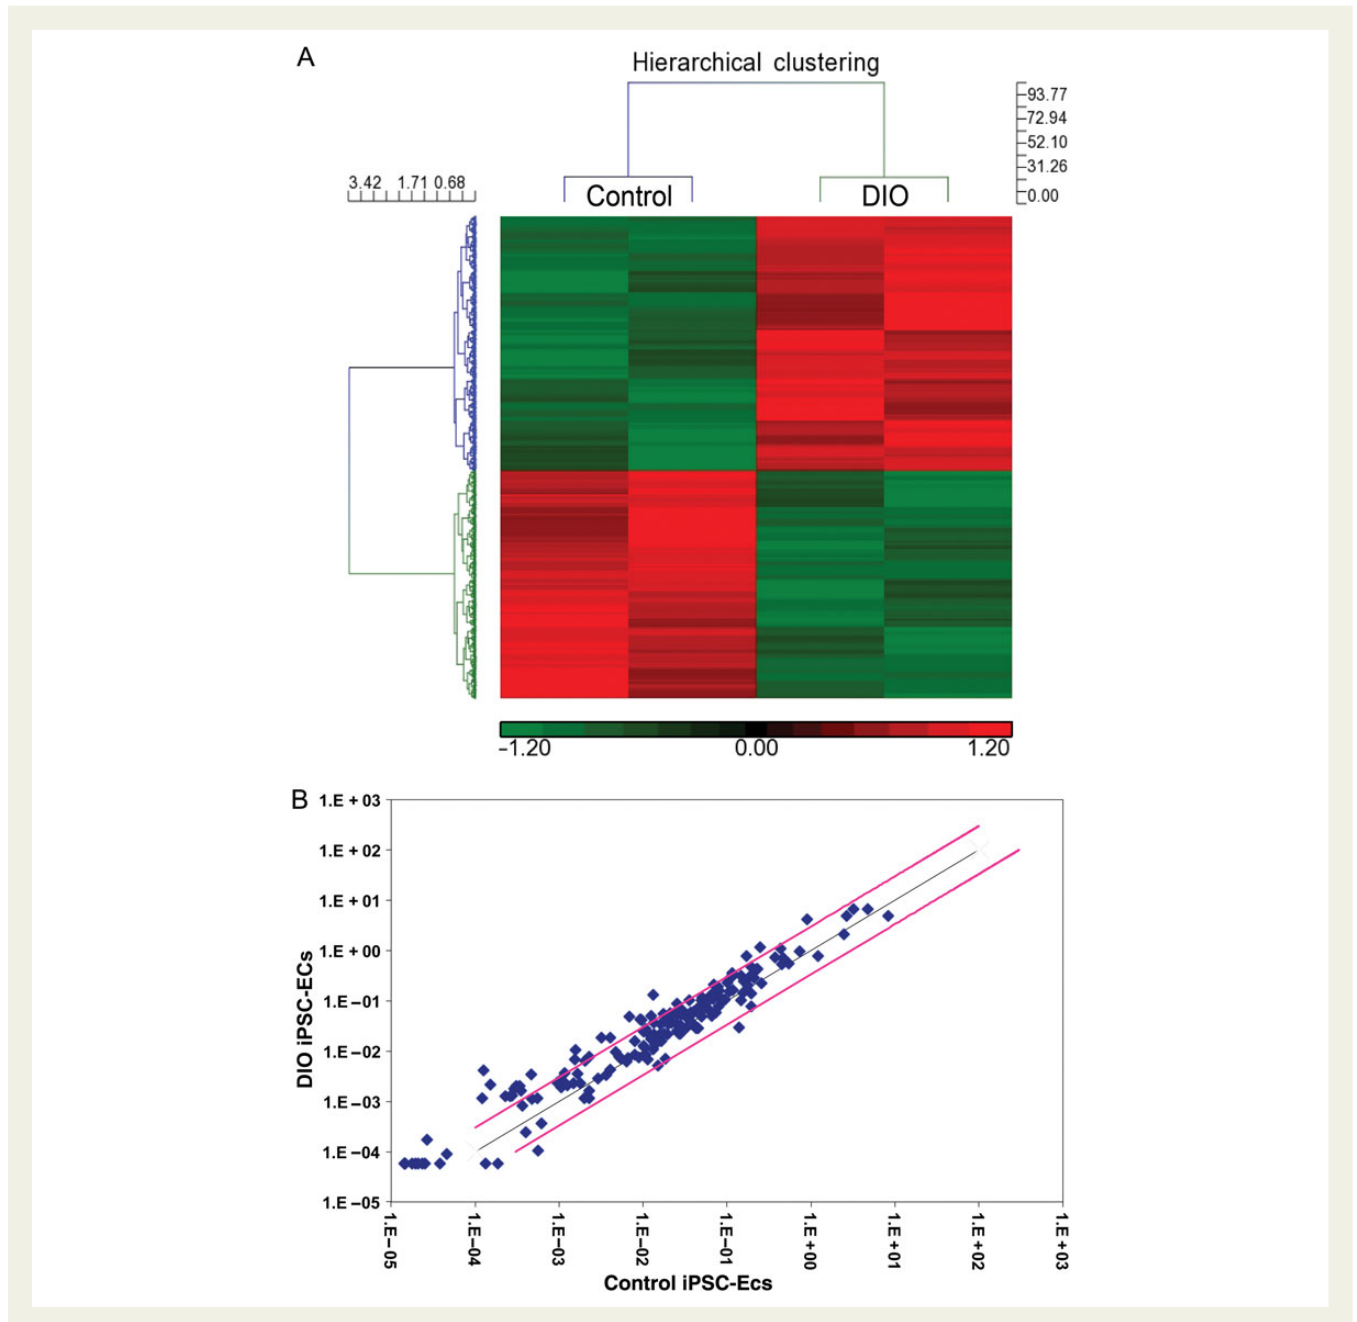 A
Hierarchical clustering
93.77
72.94
52.10
31.26
0.00
3.42 1.71 0.68
Control DIO
−1.20 0.00 1.20
B
1.E + 03
1.E + 02
1.E + 01
1.E + 00
1.E −01
1.E −02
1.E −03
1.E −04
1.E −05
DIO iPSC-ECs
1.E−05 1.E−04 1.E−03 1.E−02 1.E−01 1.E+00 1.E+01 1.E+02 1.E+03
Control iPSC-Ecs